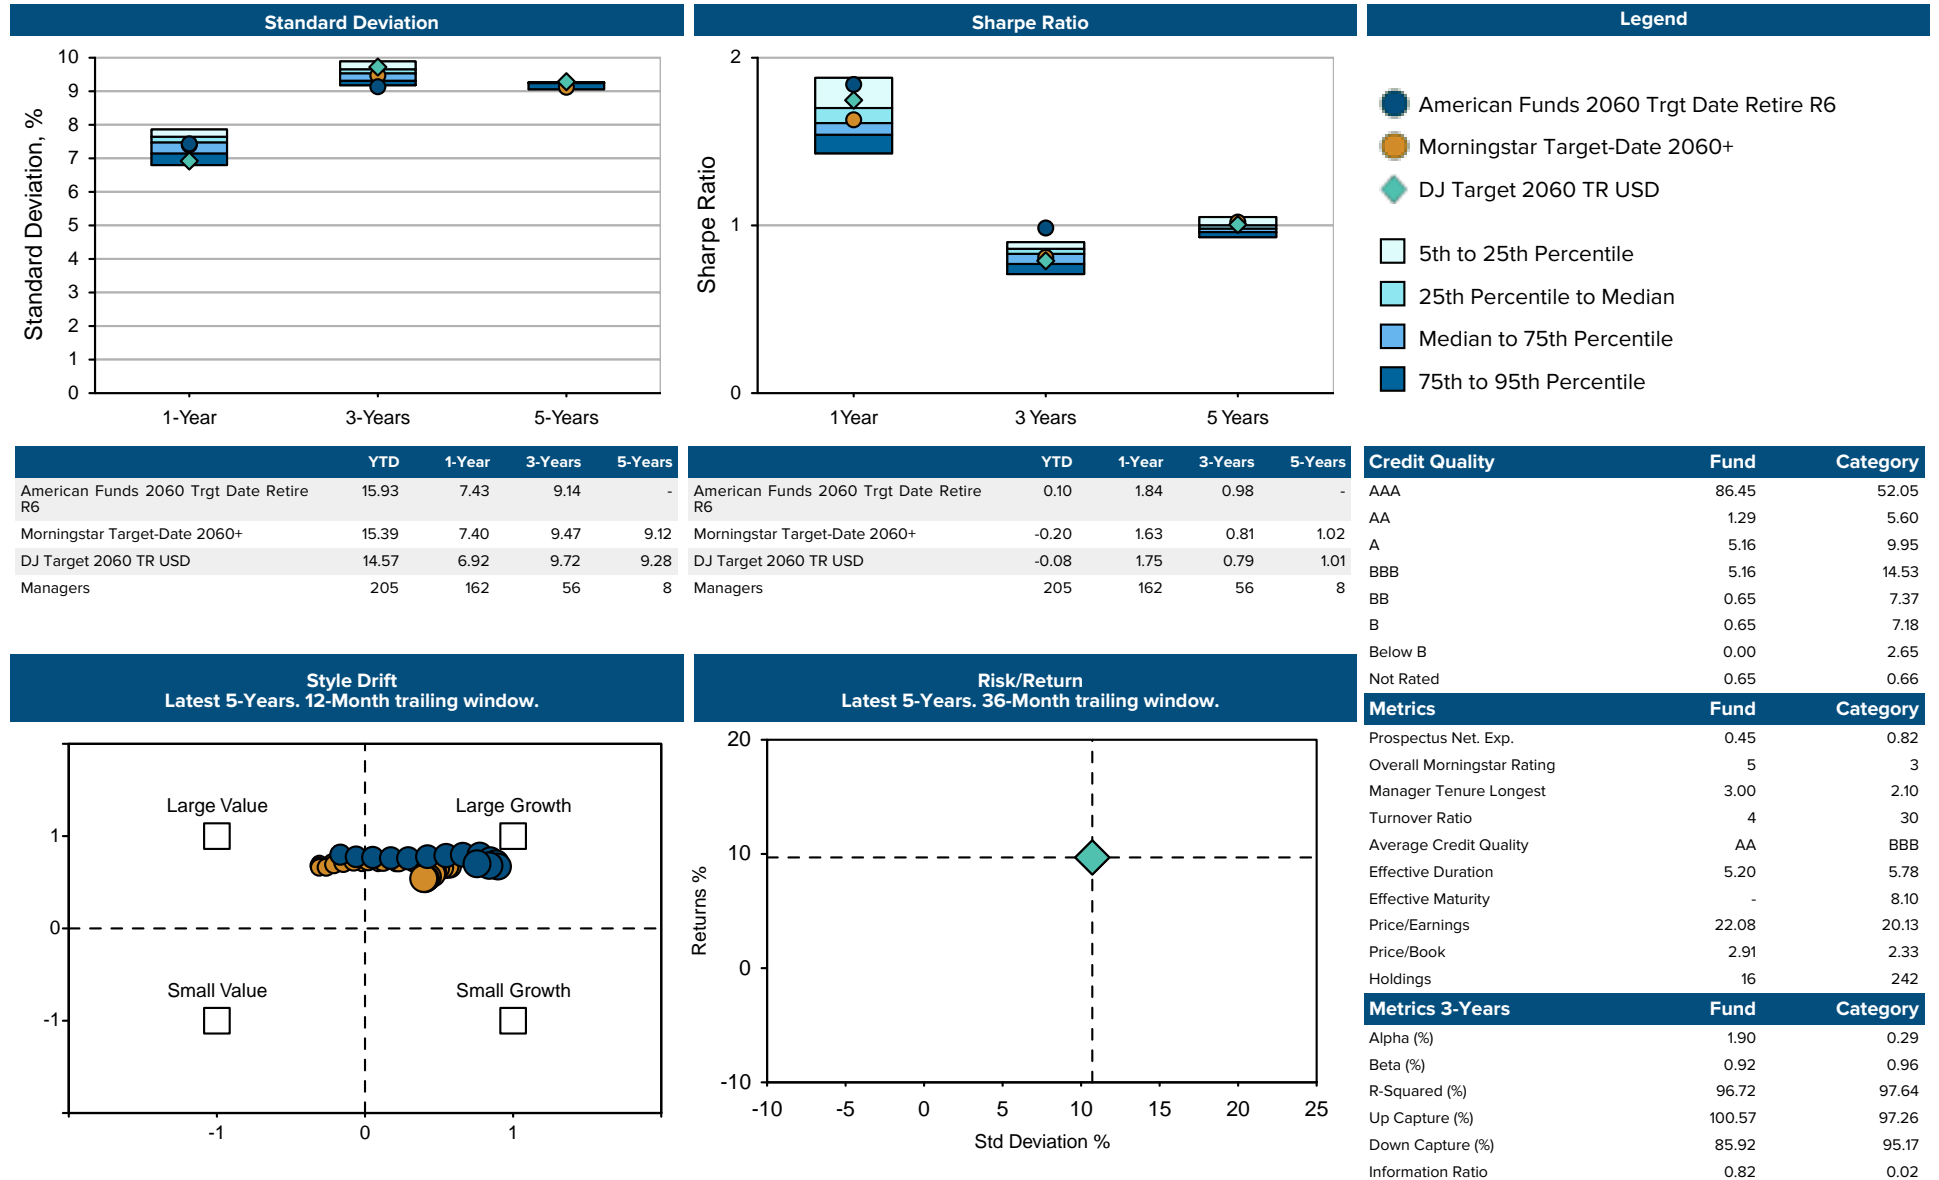 Standard Deviation
10
9
8
7
6
5
4
3
2
1
0
Standard Deviation, %
1-Year 3-Years 5-Years
Sharpe Ratio
2
1
0
Sharpe Ratio
1Year 3 Years 5 Years
Legend
American Funds 2060 Trgt Date Retire R6
Morningstar Target-Date 2060+
DJ Target 2060 TR USD
5th to 25th Percentile
25th Percentile to Median
Median to 75th Percentile
75th to 95th Percentile
YTD 1-Year 3-Years 5-Years
American Funds 2060 Trgt Date Retire 15.93 7.43 9.14 -
R6
Morningstar Target-Date 2060+ 15.39 7.40 9.47 9.12
DJ Target 2060 TR USD 14.57 6.92 9.72 9.28
Managers 205 162 56 8
YTD 1-Year 3-Years 5-Years
American Funds 2060 Trgt Date Retire 0.10 1.84 0.98 -
R6
Morningstar Target-Date 2060+ -0.20 1.63 0.81 1.02
DJ Target 2060 TR USD -0.08 1.75 0.79 1.01
Managers 205 162 56 8
Credit Quality Fund Category
AAA 86.45 52.05
AA 1.29 5.60
A 5.16 9.95
BBB 5.16 14.53
BB 0.65 7.37
B 0.65 7.18
Below B 0.00 2.65
Not Rated 0.65 0.66
Metrics Fund Category
Prospectus Net. Exp. 0.45 0.82
Overall Morningstar Rating 5 3
Manager Tenure Longest 3.00 2.10
Turnover Ratio 4 30
Average Credit Quality AA BBB
Effective Duration 5.20 5.78
Effective Maturity - 8.10
Price/Earnings 22.08 20.13
Price/Book 2.91 2.33
Holdings 16 242
Metrics 3-Years Fund Category
Alpha (%) 1.90 0.29
Beta (%) 0.92 0.96
R-Squared (%) 96.72 97.64
Up Capture (%) 100.57 97.26
Down Capture (%) 85.92 95.17
Information Ratio 0.82 0.02
Style Drift
Latest 5-Years. 12-Month trailing window.
Large Value Large Growth
1
0
Small Value Small Growth
-1
-1 0 1
Risk/Return
Latest 5-Years. 36-Month trailing window.
20
10
0
-10
Returns %
-10 -5 0 5 10 15 20 25
Std Deviation %